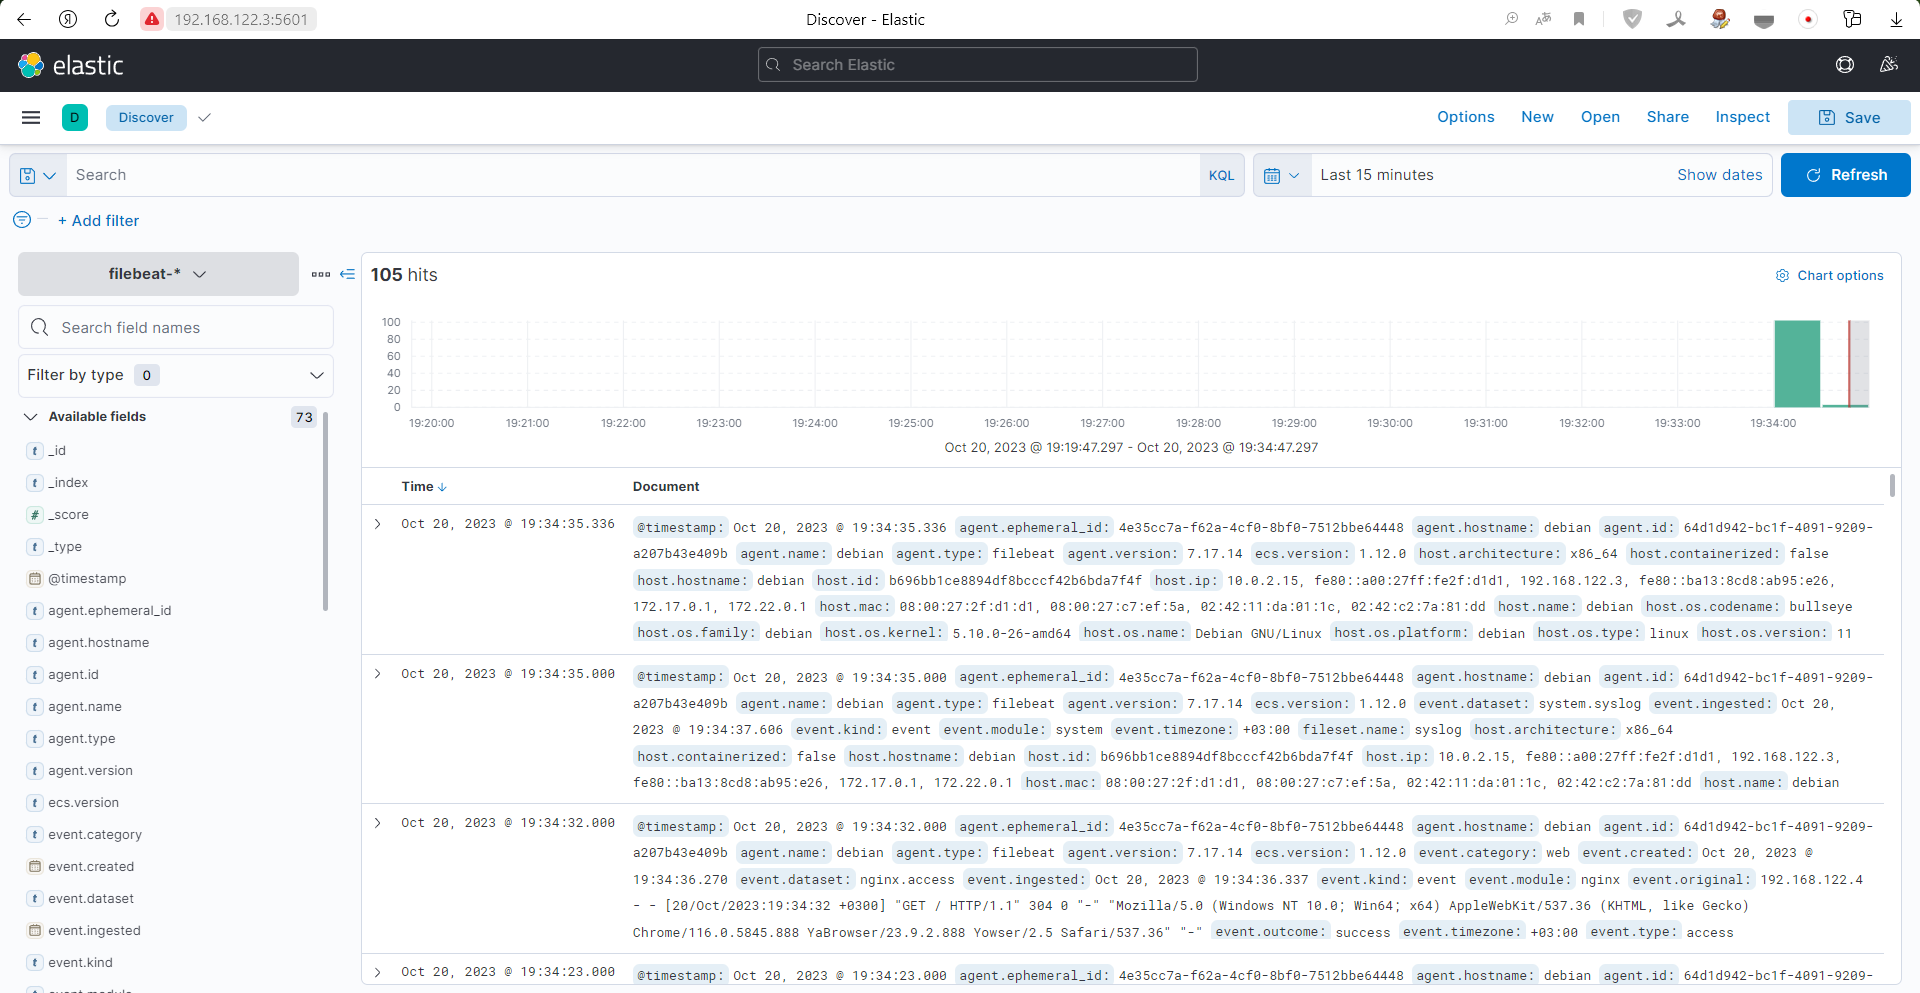 192.168.122.3:5601
Discover - Elastic
elastic
Search Elastic
D
Discover
Options
New
Open
Share
Inspect
Save
Search
KQL
Last 15 minutes
Show dates
Refresh
+ Add filter
filebeat-*
Search field names
Filter by type 0
Available fields 73
t _id
t _index
# _score
t _type
@timestamp
t agent.ephemeral_id
t agent.hostname
t agent.id
t agent.name
t agent.type
t agent.version
t ecs.version
t event.category
event.created
t event.dataset
event.ingested
t event.kind
105 hits
Chart options
100
80
60
40
20
0
19:20:00 19:21:00 19:22:00 19:23:00 19:24:00 19:25:00 19:26:00 19:27:00 19:28:00 19:29:00 19:30:00 19:31:00 19:32:00 19:33:00 19:34:00
Oct 20, 2023 @ 19:19:47.297 - Oct 20, 2023 @ 19:34:47.297
Time Document
Oct 20, 2023 @ 19:34:35.336
@timestamp: Oct 20, 2023 @ 19:34:35.336 agent.ephemeral_id: 4e35cc7a-f62a-4cf0-8bf0-7512bbe64448 agent.hostname: debian agent.id: 64d1d942-bc1f-4091-9209-
a207b43e409b agent.name: debian agent.type: filebeat agent.version: 7.17.14 ecs.version: 1.12.0 host.architecture: x86_64 host.containerized: false
host.hostname: debian host.id: b696bb1ce8894df8bcccf42b6bda7f4f host.ip: 10.0.2.15, fe80::a00:27ff:fe2f:d1d1, 192.168.122.3, fe80::ba13:8cd8:ab95:e26,
172.17.0.1, 172.22.0.1 host.mac: 08:00:27:2f:d1:d1, 08:00:27:c7:ef:5a, 02:42:11:da:01:1c, 02:42:c2:7a:81:dd host.name: debian host.os.codename: bullseye
host.os.family: debian host.os.kernel: 5.10.0-26-amd64 host.os.name: Debian GNU/Linux host.os.platform: debian host.os.type: linux host.os.version: 11
Oct 20, 2023 @ 19:34:35.000
@timestamp: Oct 20, 2023 @ 19:34:35.000 agent.ephemeral_id: 4e35cc7a-f62a-4cf0-8bf0-7512bbe64448 agent.hostname: debian agent.id: 64d1d942-bc1f-4091-9209-
a207b43e409b agent.name: debian agent.type: filebeat agent.version: 7.17.14 ecs.version: 1.12.0 event.dataset: system.syslog event.ingested: Oct 20,
2023 @ 19:34:37.606 event.kind: event event.module: system event.timezone: +03:00 fileset.name: syslog host.architecture: x86_64
host.containerized: false host.hostname: debian host.id: b696bb1ce8894df8bcccf42b6bda7f4f host.ip: 10.0.2.15, fe80::a00:27ff:fe2f:d1d1, 192.168.122.3,
fe80::ba13:8cd8:ab95:e26, 172.17.0.1, 172.22.0.1 host.mac: 08:00:27:2f:d1:d1, 08:00:27:c7:ef:5a, 02:42:11:da:01:1c, 02:42:c2:7a:81:dd host.name: debian
Oct 20, 2023 @ 19:34:32.000
@timestamp: Oct 20, 2023 @ 19:34:32.000 agent.ephemeral_id: 4e35cc7a-f62a-4cf0-8bf0-7512bbe64448 agent.hostname: debian agent.id: 64d1d942-bc1f-4091-9209-
a207b43e409b agent.name: debian agent.type: filebeat agent.version: 7.17.14 ecs.version: 1.12.0 event.category: web event.created: Oct 20, 2023 @
19:34:36.270 event.dataset: nginx.access event.ingested: Oct 20, 2023 @ 19:34:36.337 event.kind: event event.module: nginx event.original: 192.168.122.4
- - [20/Oct/2023:19:34:32 +0300] "GET / HTTP/1.1" 304 0 "-" "Mozilla/5.0 (Windows NT 10.0; Win64; x64) AppleWebKit/537.36 (KHTML, like Gecko)
Chrome/116.0.5845.888 YaBrowser/23.9.2.888 Yowser/2.5 Safari/537.36" "-" event.outcome: success event.timezone: +03:00 event.type: access
Oct 20, 2023 @ 19:34:23.000
@timestamp: Oct 20, 2023 @ 19:34:23.000 agent.ephemeral_id: 4e35cc7a-f62a-4cf0-8bf0-7512bbe64448 agent.hostname: debian agent.id: 64d1d942-bc1f-4091-9209-